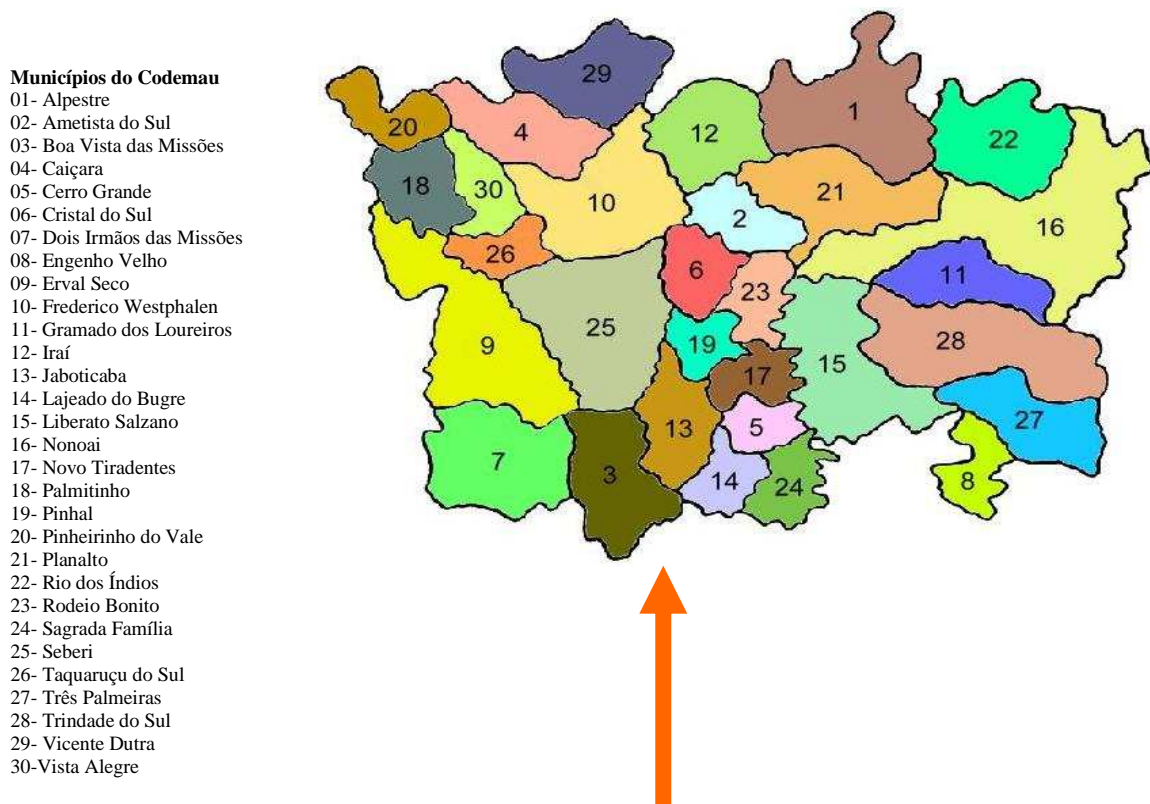 Municípios do Codemau
01- Alpestre
02- Ametista do Sul
03- Boa Vista das Missões
04- Caiçara
05- Cerro Grande
06- Cristal do Sul
07- Dois Irmãos das Missões
08- Engenho Velho
09- Erval Seco
10- Frederico Westphalen
11- Gramado dos Loureiros
12- Iraí
13- Jaboticaba
14- Lajeado do Bugre
15- Liberato Salzano
16- Nonoai
17- Novo Tiradentes
18- Palmitinho
19- Pinhal
20- Pinheirinho do Vale
21- Planalto
22- Rio dos Índios
23- Rodeio Bonito
24- Sagrada Família
25- Seberi
26- Taquaruçu do Sul
27- Três Palmeiras
28- Trindade do Sul
29- Vicente Dutra
30-Vista Alegre
29
1
20
4
12
22
18
30
10
21
2
16
26
6
11
23
25
9
19
28
15
17
27
13
5
7
3
14
24
8